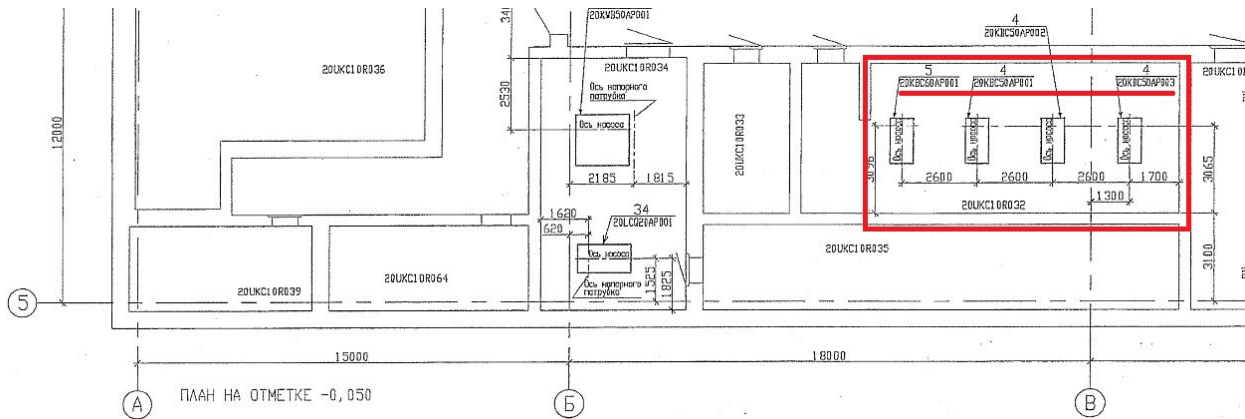 34
20KWB50AP001
4
20KBC50AP002
20UKC10R036
20UKC10R034
5
20KBC60AP001
4
20KBC50AP001
4
20KBC50AP003
Ось напорного
патрубка
2530
12000
Ось насоса
20UKC10R033
Ось насоса
Ось насоса
Ось насоса
Ось насоса
3096
3065
2185
1815
2600
2600
2600
1700
1300
1620
34
20LCQ20AP001
20UKC10R032
620
20UKC10R035
Ось насоса
3100
20UKC10R064
1525
1825
Ось напорного
патрубка
20UKC10R039
5
15000
18000
ПЛАН НА ОТМЕТКЕ -0,050
А
Б
В